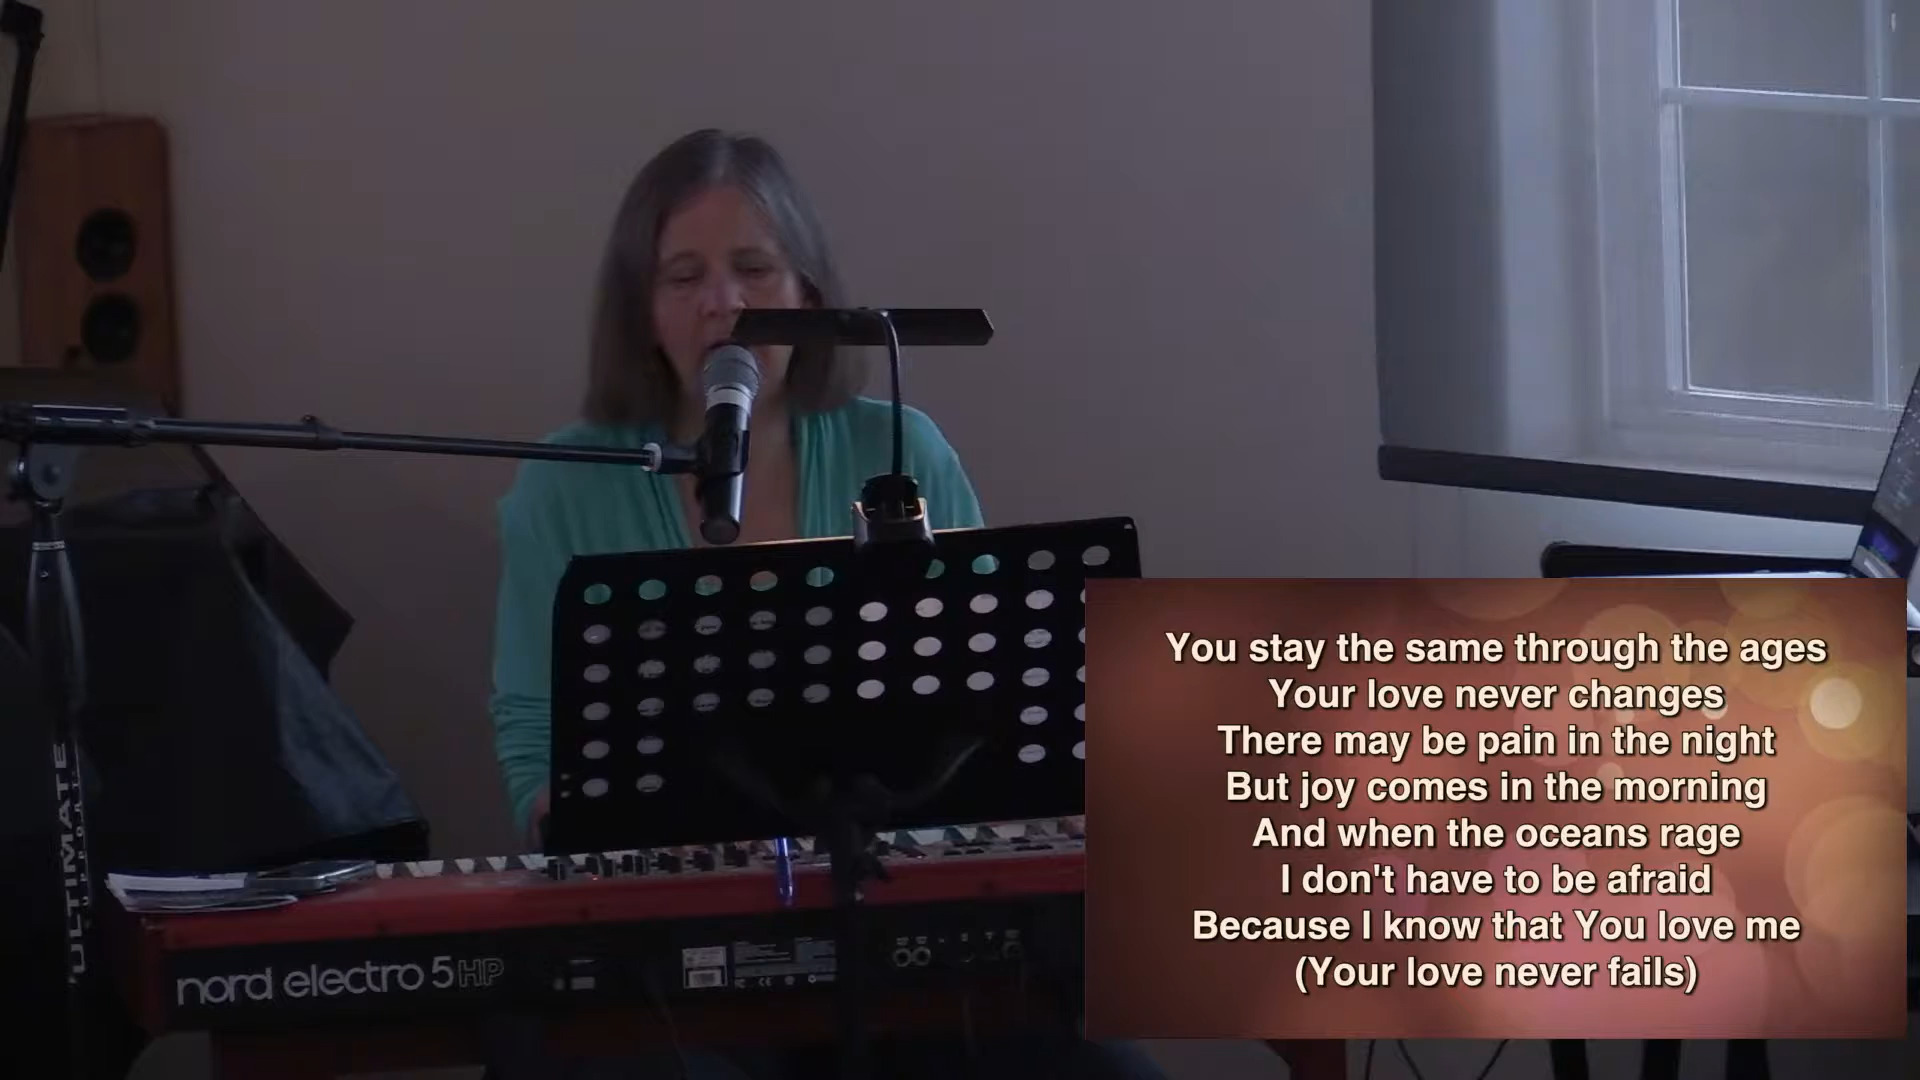 You stay the same through the ages
Your love never changes
There may be pain in the night
But joy comes in the morning
And when the oceans rage
I don't have to be afraid
Because I know that You love me
(Your love never fails)
ULTIMATE
SUPPORT
nord electro 5 HP